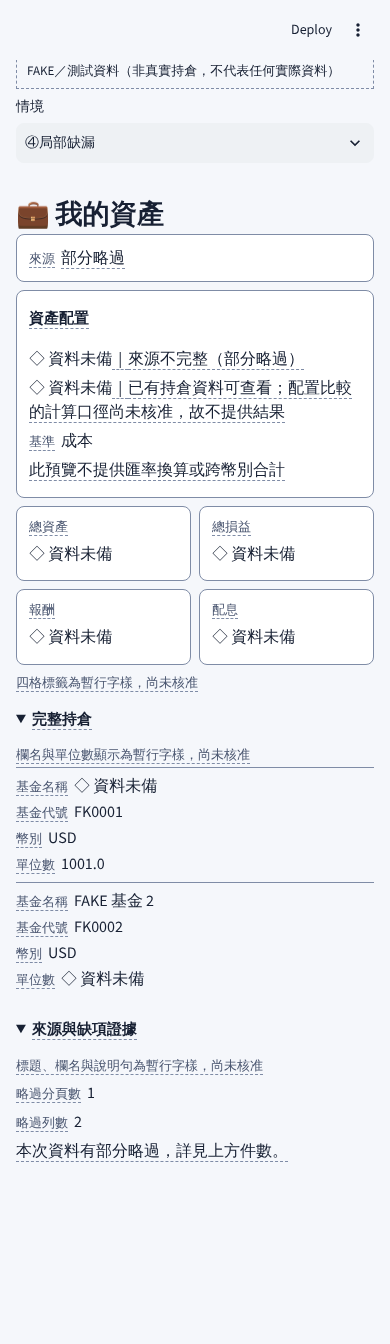 Deploy
FAKE／測試資料（非真實持倉，不代表任何實際資料）
情境
④局部缺漏
💼 我的資產
來源 部分略過
資產配置
◇ 資料未備｜來源不完整（部分略過）
◇ 資料未備｜已有持倉資料可查看；配置比較
的計算口徑尚未核准，故不提供結果
基準 成本
此預覽不提供匯率換算或跨幣別合計
總資產
◇ 資料未備
總損益
◇ 資料未備
報酬
◇ 資料未備
配息
◇ 資料未備
四格標籤為暫行字樣，尚未核准
▼ 完整持倉
欄名與單位數顯示為暫行字樣，尚未核准
基金名稱 ◇ 資料未備
基金代號 FK0001
幣別 USD
單位數 1001.0
基金名稱 FAKE 基金 2
基金代號 FK0002
幣別 USD
單位數 ◇ 資料未備
▼ 來源與缺項證據
標題、欄名與說明句為暫行字樣，尚未核准
略過分頁數 1
略過列數 2
本次資料有部分略過，詳見上方件數。